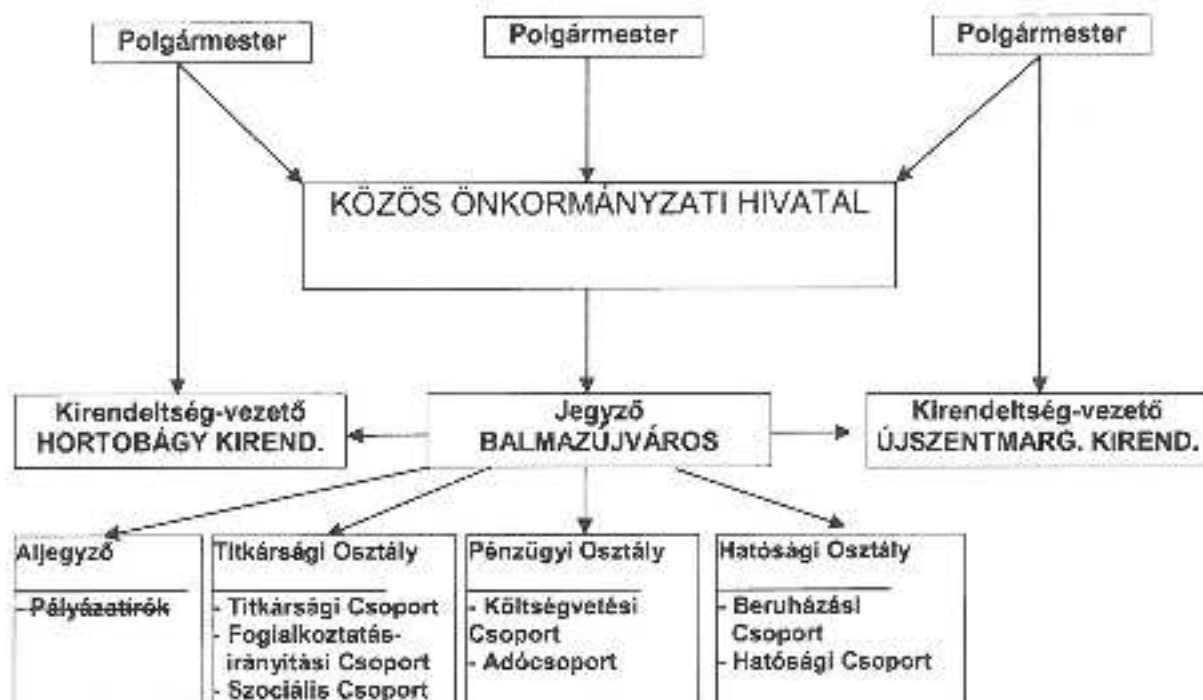 Polgármester
Polgármester
Polgármester
KÖZÖS ÖNKORMÁNYZATI HIVATAL
Kirendeltség-vezető
HORTOBÁGY KIREND.
Jegyző
BALMAZÚJVÁROS
Kirendeltség-vezető
ÚJSZENTMARG. KIREND.
Aljegyző
- Pályázatírók
Titkársági Osztály
- Titkársági Csoport
- Foglalkoztatás-
irányítási Csoport
- Szociális Csoport
Pénzügyi Osztály
- Költségvetési
Csoport
- Adócsoport
Hatósági Osztály
- Beruházási
Csoport
- Hatósági Csoport